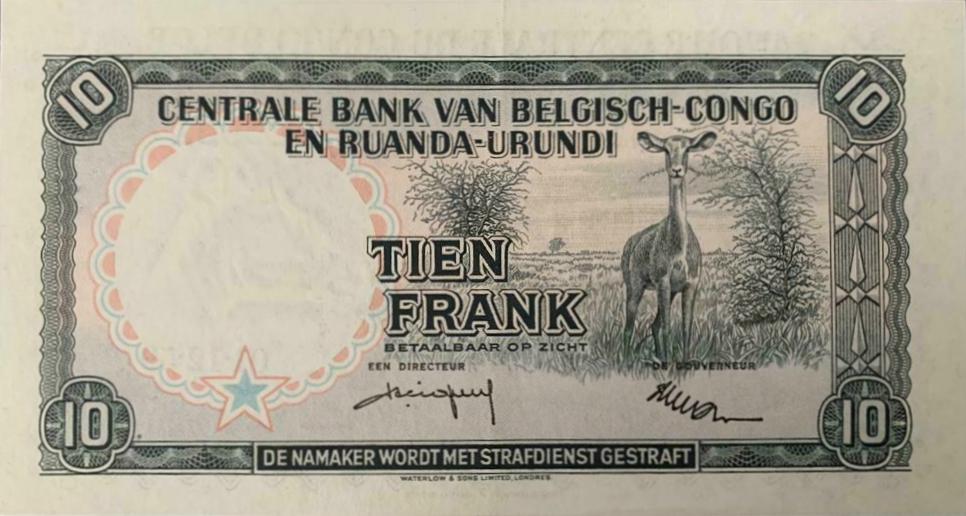 10 10
CENTRALE BANK VAN BELGISCH-CONGO
EN RUANDA-URUNDI
TIEN
FRANK
BETAALBAAR OP ZICHT
EEN DIRECTEUR DE GOUVERNEUR
10 10
DE NAMAKER WORDT MET STRAFDIENST GESTRAFT
WATERLOW & SONS LIMITED, LONDRES